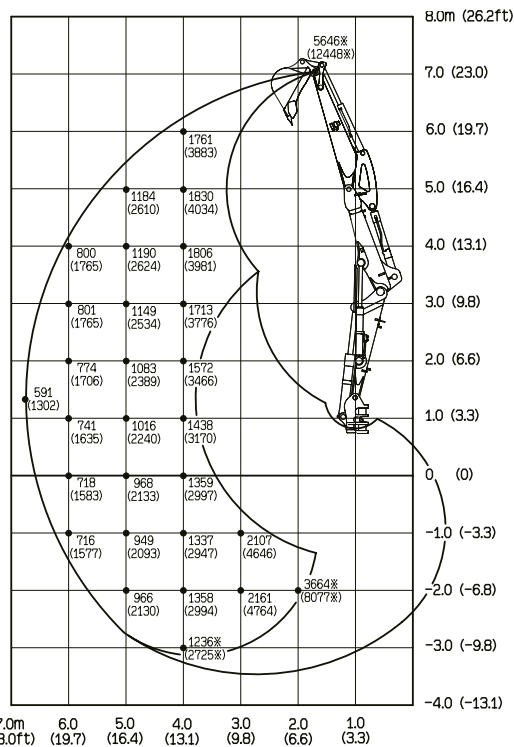 8.0m (26.2ft)
5646※
(12448※)
7.0 (23.0)
6.0 (19.7)
1761
(3883)
5.0 (16.4)
1184 1830
(2610) (4034)
4.0 (13.1)
800 1190 1806
(1765) (2624) (3981)
3.0 (9.8)
801 1149 1713
(1765) (2534) (3776)
2.0 (6.6)
774 1083 1572
(1706) (2389) (3466)
591
(1302)
1.0 (3.3)
741 1016 1438
(1635) (2240) (3170)
0 (0)
718 968 1359
(1583) (2133) (2997)
-1.0 (-3.3)
716 949 1337 2107
(1577) (2093) (2947) (4646)
3664※
-2.0 (-6.8)
(8077※)
966 1358 2161
(2130) (2994) (4764)
1236※
-3.0 (-9.8)
(2725※)
-4.0 (-13.1)
7.0m 6.0 5.0 4.0 3.0 2.0 1.0
3.0ft) (19.7) (16.4) (13.1) (9.8) (6.6) (3.3)